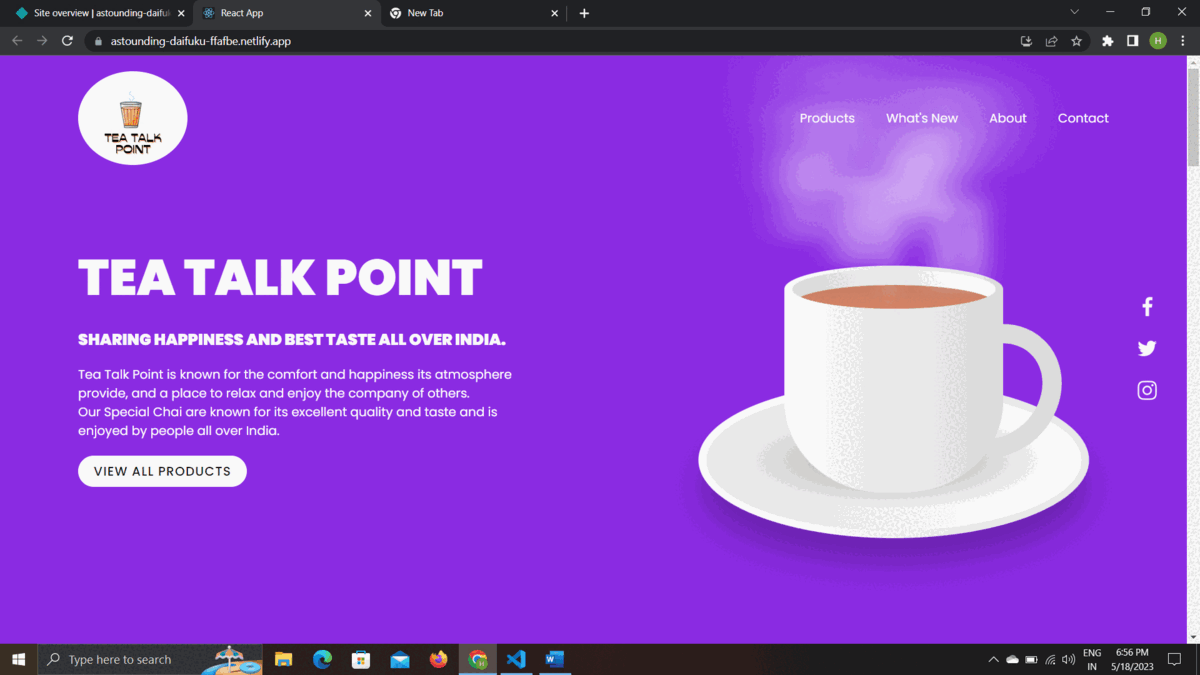 Site overview | astounding-daifuk
React App
New Tab
astounding-daifuku-ffafbe.netlify.app
H
TEA TALK
POINT
Products
What's New
About
Contact
TEA TALK POINT
SHARING HAPPINESS AND BEST TASTE ALL OVER INDIA.
Tea Talk Point is known for the comfort and happiness its atmosphere
provide, and a place to relax and enjoy the company of others.
Our Special Chai are known for its excellent quality and taste and is
enjoyed by people all over India.
VIEW ALL PRODUCTS
Type here to search
ENG
IN
6:56 PM
5/18/2023